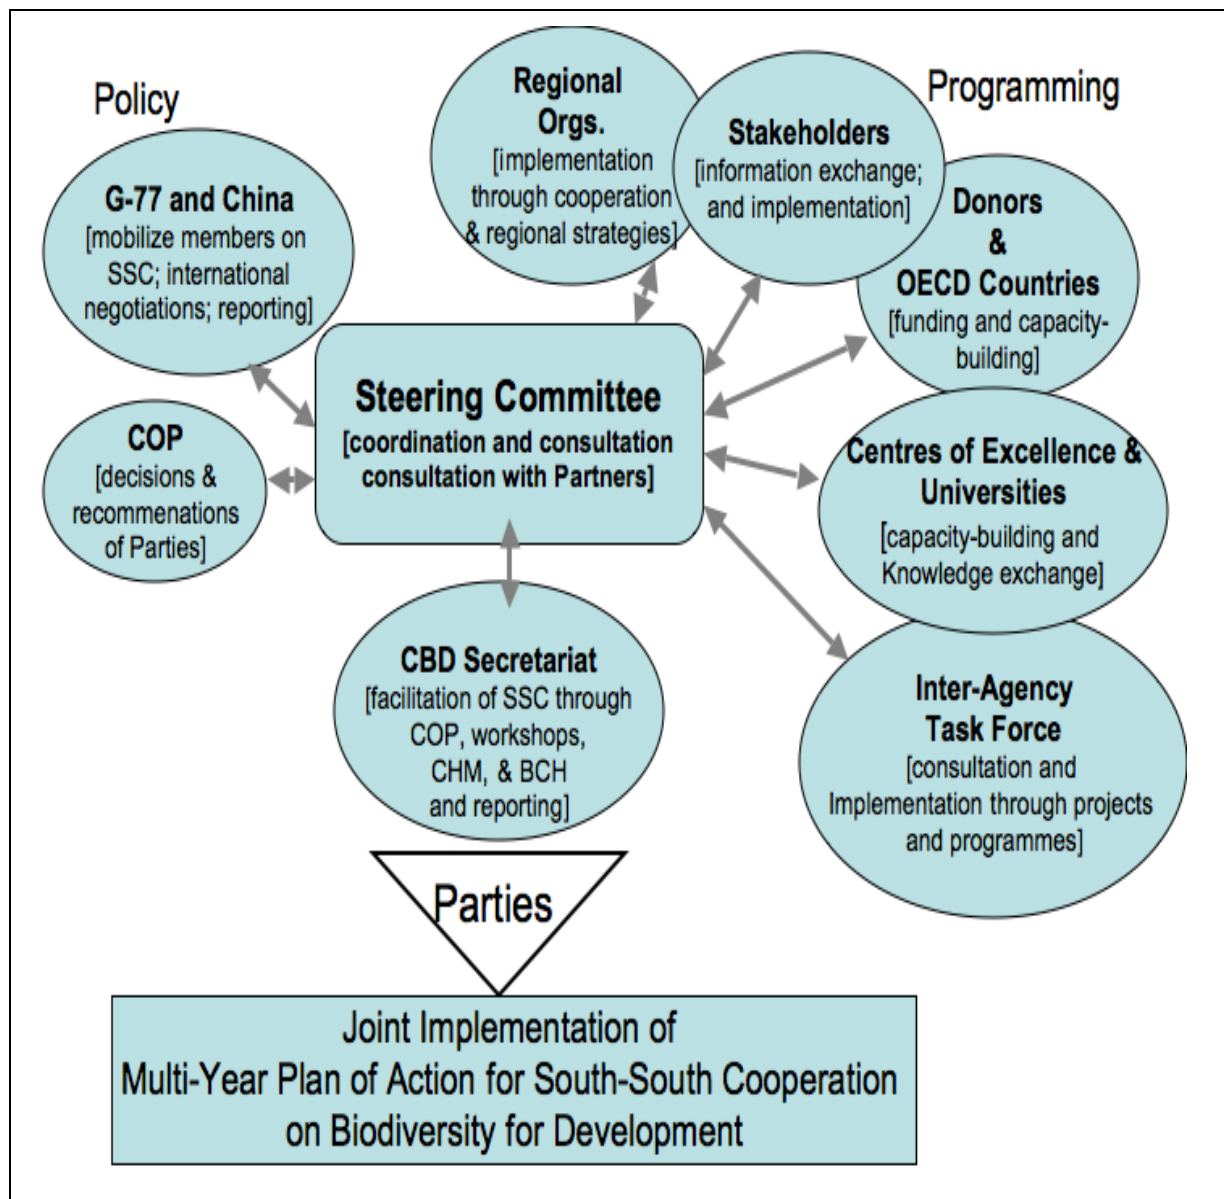 Policy
Programming
Regional
Orgs.
[implementation
through cooperation
& regional strategies]
Stakeholders
[information exchange;
and implementation]
G-77 and China
[mobilize members on
SSC; international
negotiations; reporting]
Donors
&
OECD Countries
[funding and capacity-
building]
Steering Committee
[coordination and consultation
consultation with Partners]
COP
[decisions &
recommenations
of Parties]
Centres of Excellence &
Universities
[capacity-building and
Knowledge exchange]
CBD Secretariat
[facilitation of SSC through
COP, workshops,
CHM, & BCH
and reporting]
Inter-Agency
Task Force
[consultation and
Implementation through projects
and programmes]
Parties
Joint Implementation of
Multi-Year Plan of Action for South-South Cooperation
on Biodiversity for Development